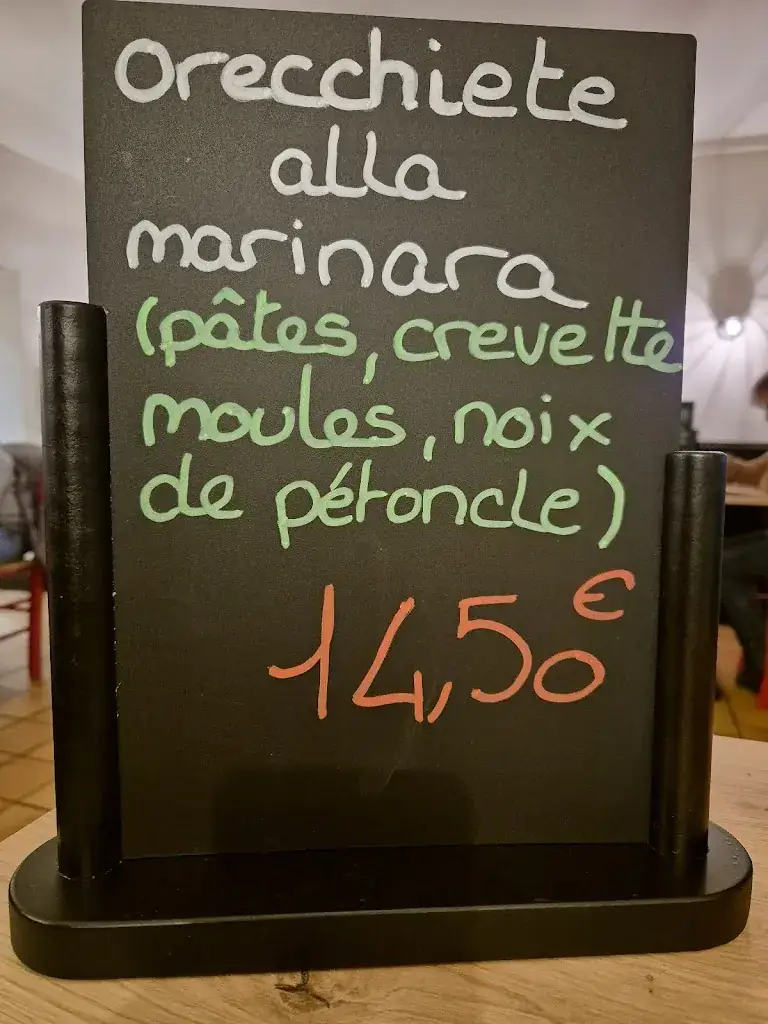 orecchiete
alla
marinara
(pâtes, crevette
moules, noix
de pétoncle)
14,50€